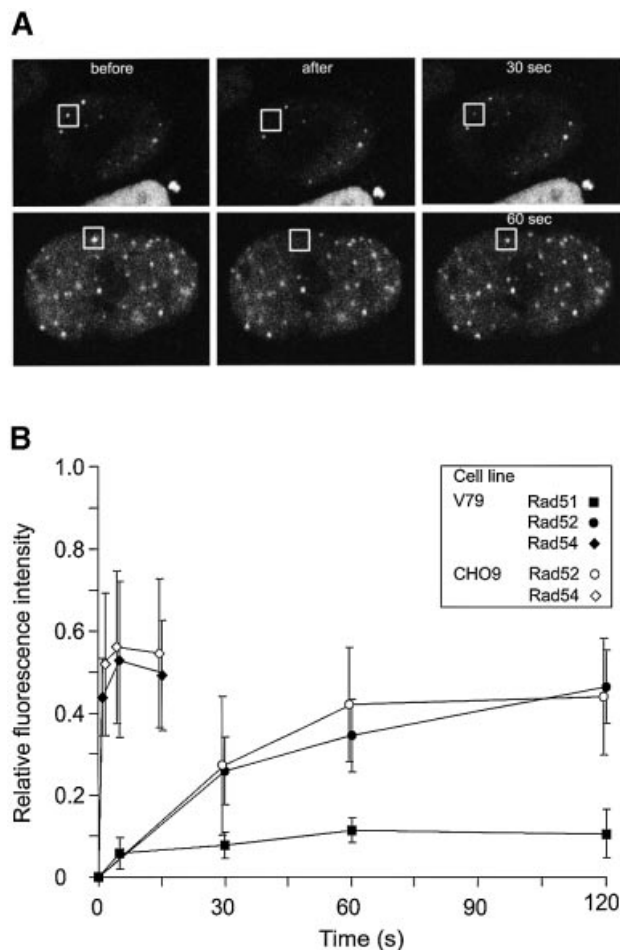 A
before
after
30 sec
60 sec
B
Relative fluorescence intensity
1.0
0.8
0.6
0.4
0.2
0
0
30
60
90
120
Time (s)
Cell line
V79 Rad51
Rad52
Rad54
CHO9 Rad52
Rad54